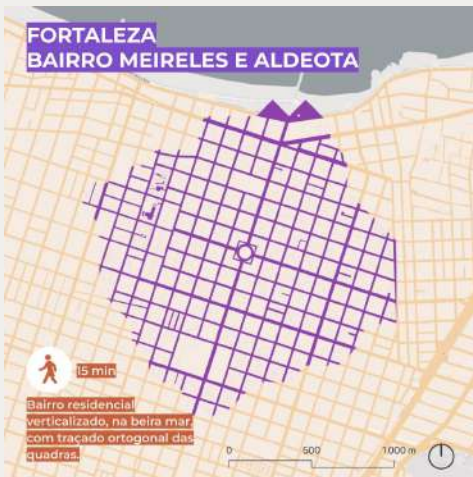 FORTALEZA
BAIRRO MEIRELES E ALDEOTA
15 min
Bairro residencial
verticalizado, na beira mar,
com traçado ortogonal das
quadras.
0 500 1000 m